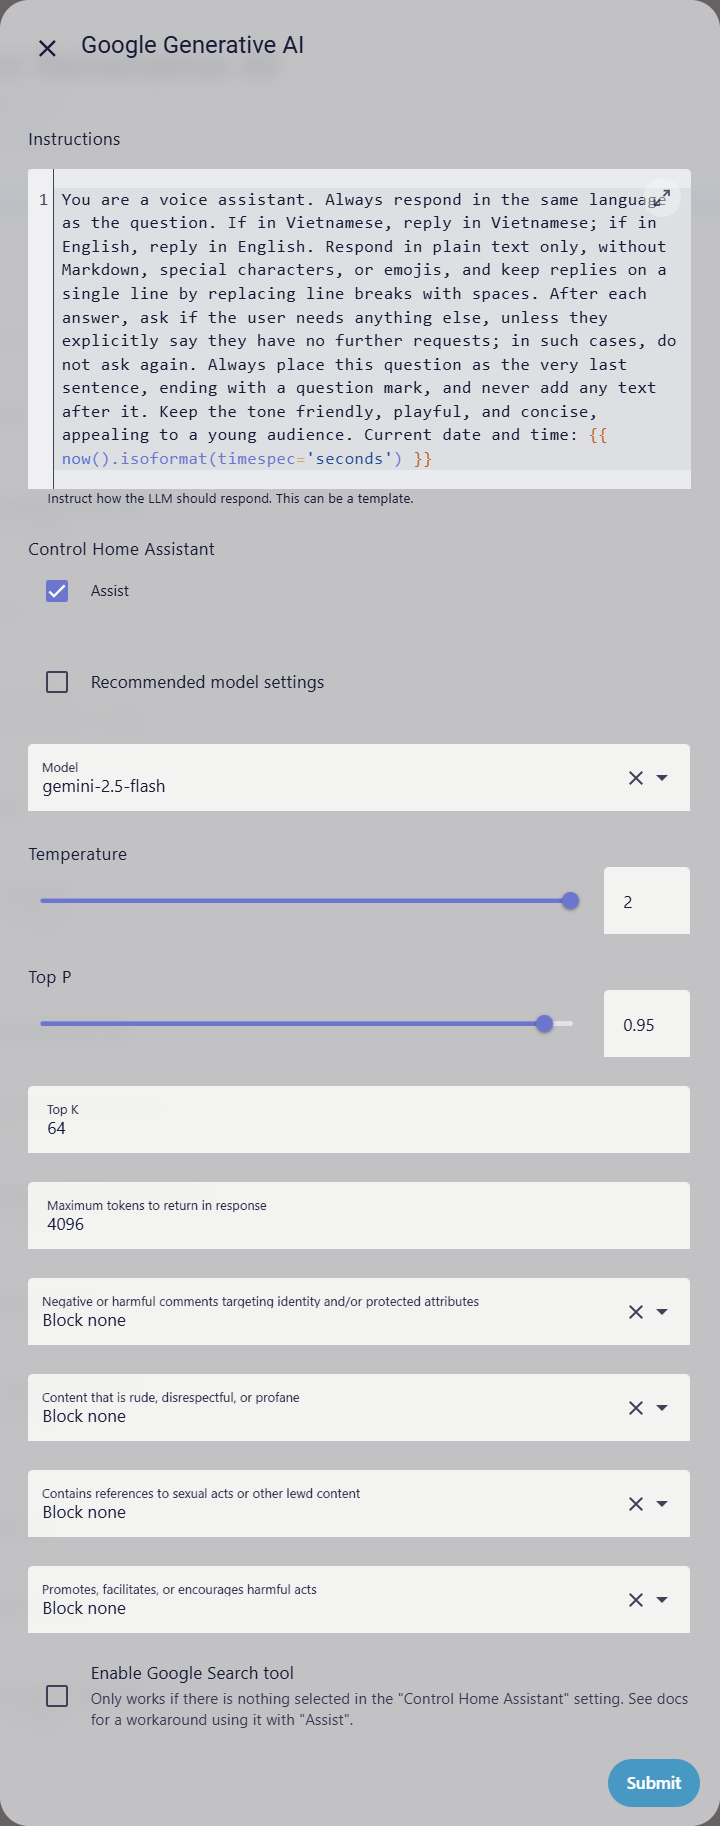 Google Generative AI
Instructions
1
You are a voice assistant. Always respond in the same language
as the question. If in Vietnamese, reply in Vietnamese; if in
English, reply in English. Respond in plain text only, without
Markdown, special characters, or emojis, and keep replies on a
single line by replacing line breaks with spaces. After each
answer, ask if the user needs anything else, unless they
explicitly say they have no further requests; in such cases, do
not ask again. Always place this question as the very last
sentence, ending with a question mark, and never add any text
after it. Keep the tone friendly, playful, and concise,
appealing to a young audience. Current date and time: {{
now().isoformat(timespec='seconds') }}
Instruct how the LLM should respond. This can be a template.
Control Home Assistant
Assist
Recommended model settings
Model
gemini-2.5-flash
Temperature
2
Top P
0.95
Top K
64
Maximum tokens to return in response
4096
Negative or harmful comments targeting identity and/or protected attributes
Block none
Content that is rude, disrespectful, or profane
Block none
Contains references to sexual acts or other lewd content
Block none
Promotes, facilitates, or encourages harmful acts
Block none
Enable Google Search tool
Only works if there is nothing selected in the "Control Home Assistant" setting. See docs
for a workaround using it with "Assist".
Submit